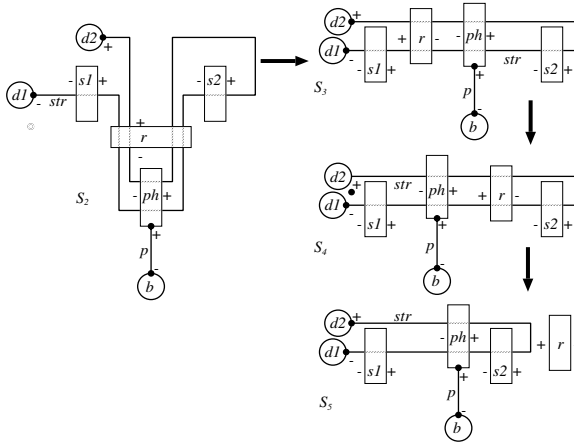 d2
+
- s1 +
- s2 +
d1
- str
+
r
-
- ph +
S2
+
p
-
b
d2
+ r -
- ph +
d1
- s1 +
str
- s2 +
S3
+
p
-
b
d2
+
str
- ph +
+ r -
d1
- s1 +
- s2 +
S4
+
p
-
b
d2
+
str
- ph +
+ r
d1
- s1 +
- s2 +
S5
+
p
-
b